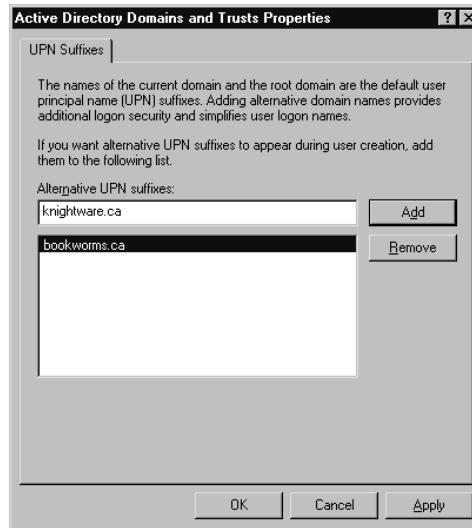 Active Directory Domains and Trusts Properties
UPN Suffixes
The names of the current domain and the root domain are the default user
principal name (UPN) suffixes. Adding alternative domain names provides
additional logon security and simplifies user logon names.
If you want alternative UPN suffixes to appear during user creation, add
them to the following list.
Alternative UPN suffixes:
knightware.ca
Add
bookworms.ca
Remove
OK
Cancel
Apply